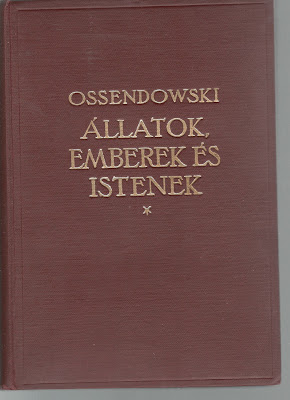 OSSENDOWSKI
ÁLLATOK,
EMBEREK ÉS
ISTENEK
*